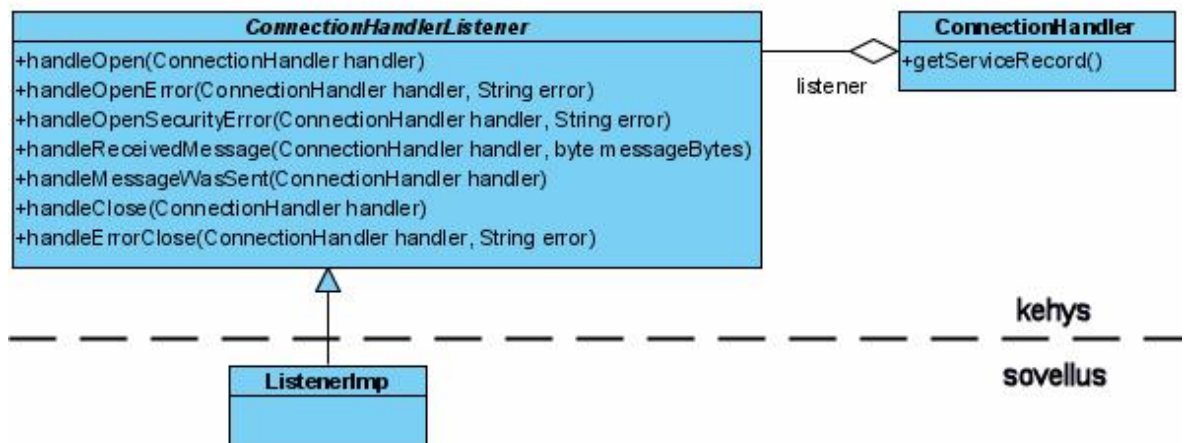 ConnectionHandlerListener
+handleOpen(ConnectionHandler handler)
+handleOpenError(ConnectionHandler handler, String error)
+handleOpenSecurityError(ConnectionHandler handler, String error)
+handleReceivedMessage(ConnectionHandler handler, byte messageBytes)
+handleMessageWasSent(ConnectionHandler handler)
+handleClose(ConnectionHandler handler)
+handleErrorClose(ConnectionHandler handler, String error)
listener
ConnectionHandler
+getServiceRecord()
kehys
sovellus
ListenerImp